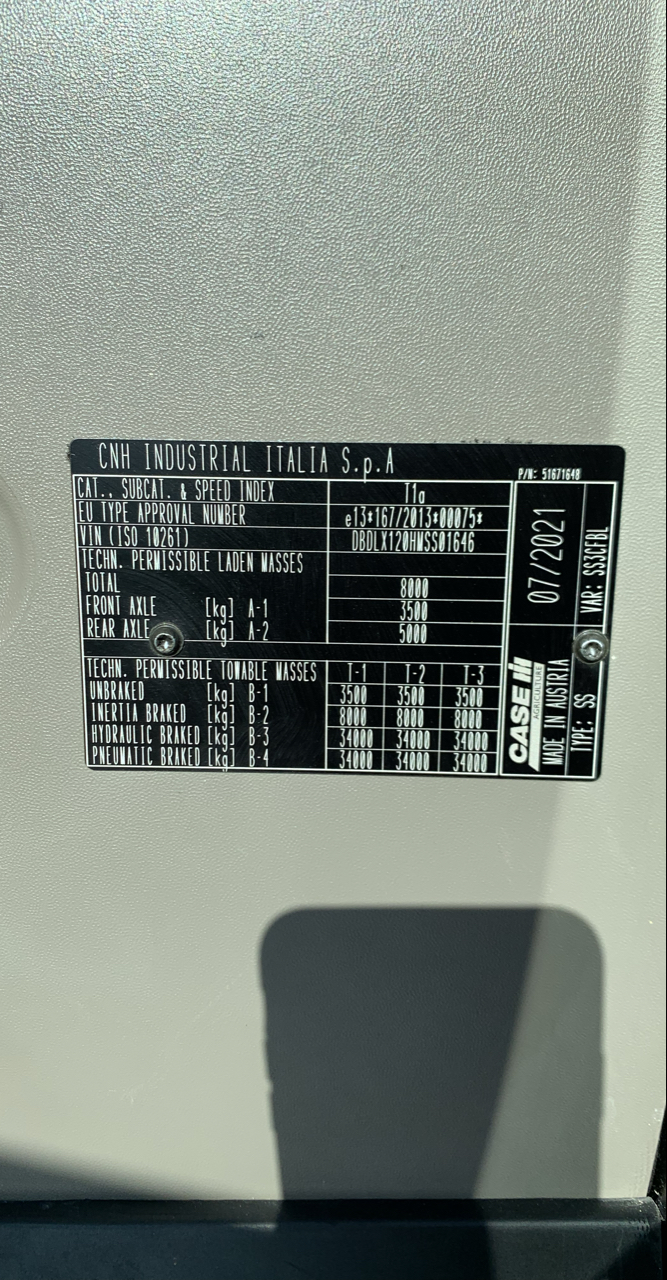 CNH INDUSTRIAL ITALIA S.p.A
P/N: 51671648
CAT., SUBCAT. & SPEED INDEX T1a
EU TYPE APPROVAL NUMBER e13*167/2013*00075*
VIN (ISO 10261) DBDLX120HMSS01646
TECHN. PERMISSIBLE LADEN MASSES
TOTAL 8000
FRONT AXLE [kg] A-1 3500
REAR AXLE [kg] A-2 5000
TECHN. PERMISSIBLE TOWABLE MASSES T-1 T-2 T-3
UNBRAKED [kg] B-1 3500 3500 3500
INERTIA BRAKED [kg] B-2 8000 8000 8000
HYDRAULIC BRAKED [kg] B-3 34000 34000 34000
PNEUMATIC BRAKED [kg] B-4 34000 34000 34000
07/2021
CASE IH
AGRICULTURE
MADE IN AUSTRIA
TYPE: SS
VAR: SS3CFBL